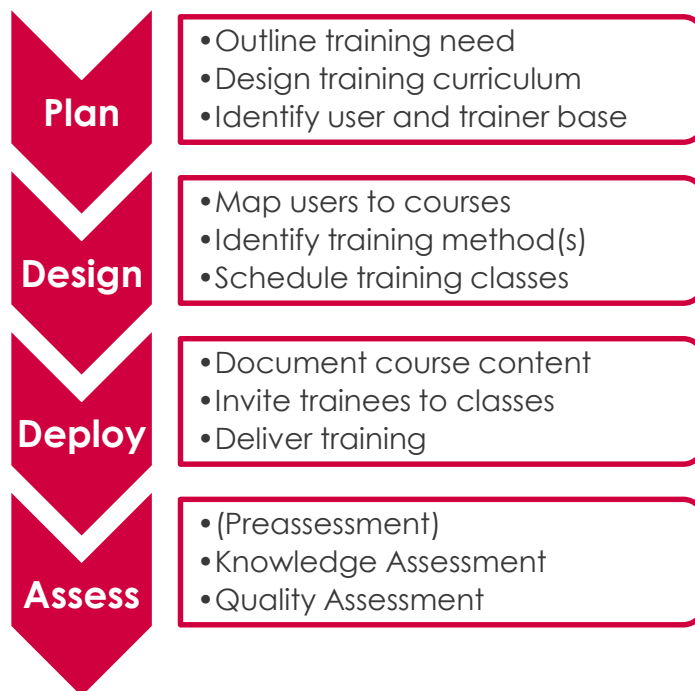 Plan
•Outline training need
•Design training curriculum
•Identify user and trainer base
Design
•Map users to courses
•Identify training method(s)
•Schedule training classes
Deploy
•Document course content
•Invite trainees to classes
•Deliver training
Assess
•(Preassessment)
•Knowledge Assessment
•Quality Assessment